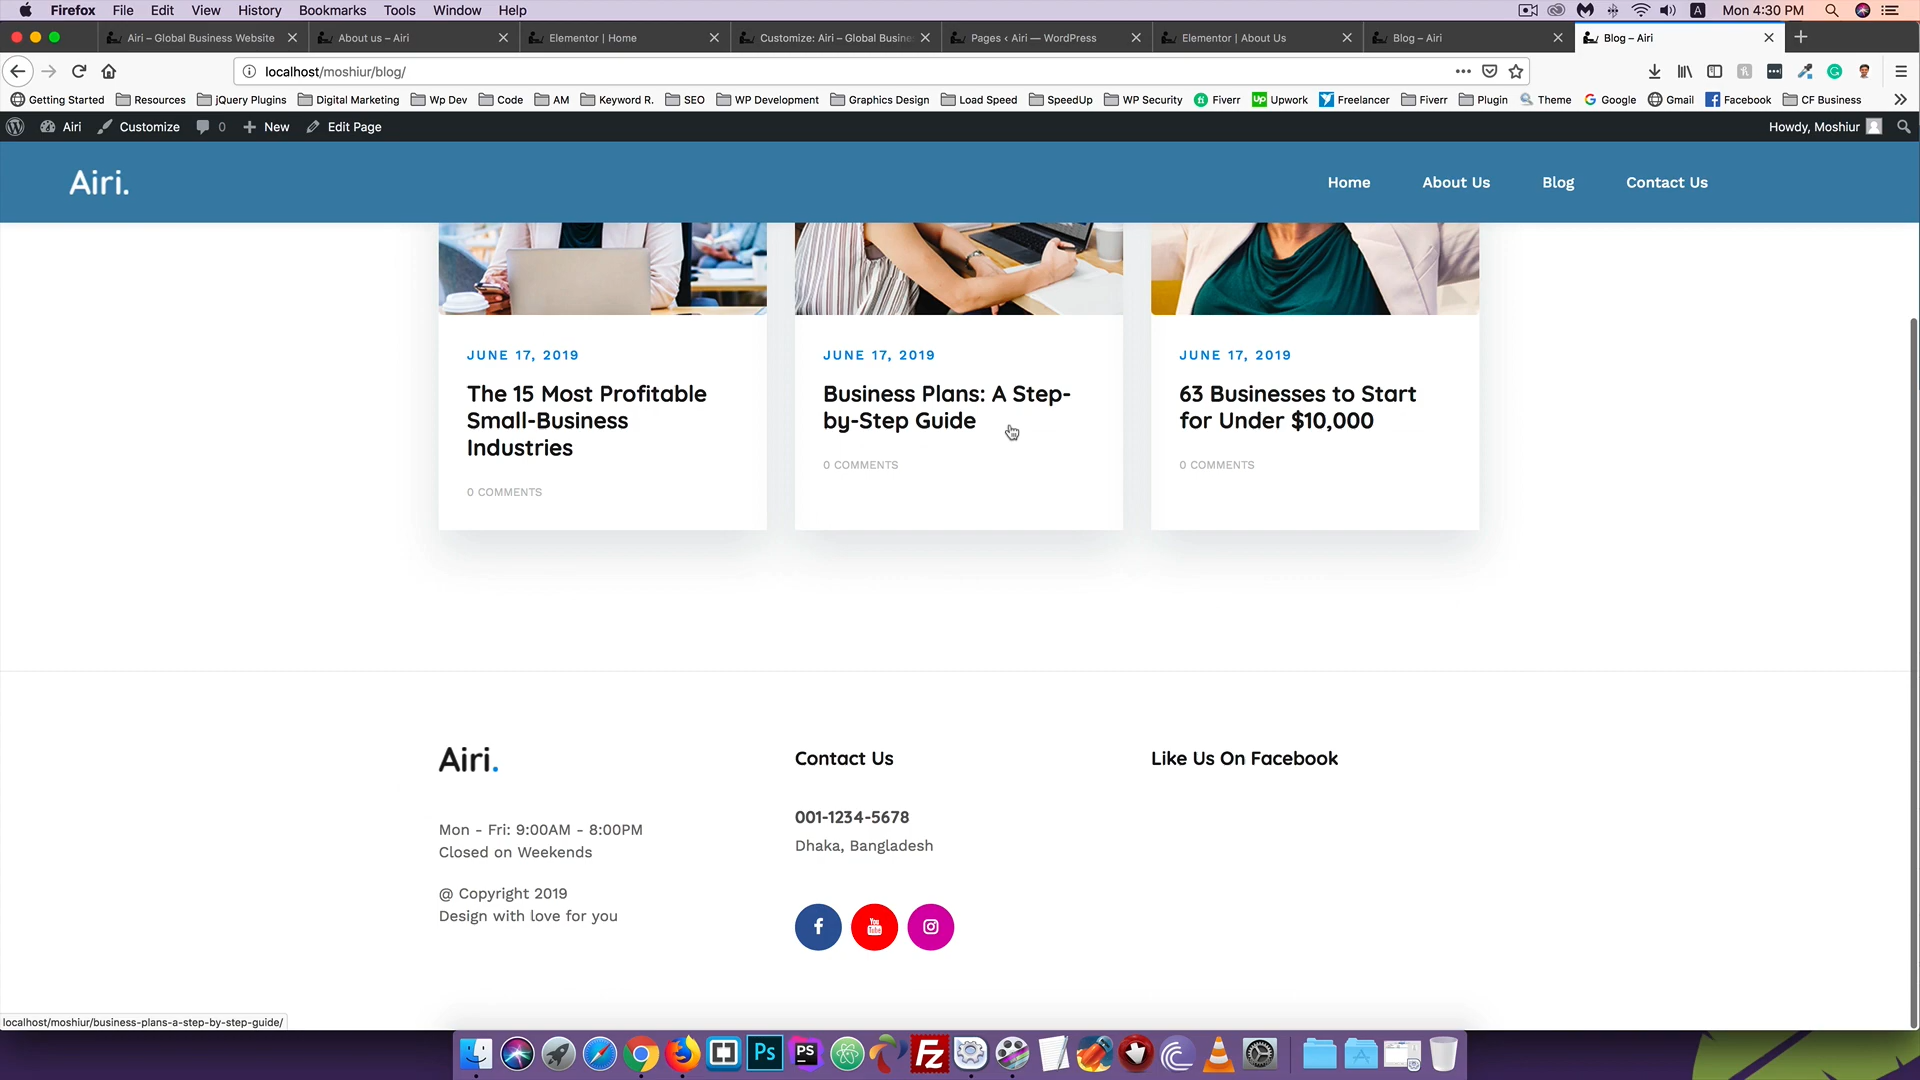 Firefox File Edit View History Bookmarks Tools Window Help A Mon 4:30 PM
Airi – Global Business Website About us – Airi Elementor | Home Customize: Airi – Global Busine Pages ‹ Airi — WordPress Elementor | About Us Blog – Airi Blog – Airi
localhost/moshiur/blog/
Getting Started Resources jQuery Plugins Digital Marketing Wp Dev Code AM Keyword R. SEO WP Development Graphics Design Load Speed SpeedUp WP Security Fiverr Up Upwork Freelancer Fiverr Plugin Theme Google Gmail Facebook CF Business
Airi Customize 0 New Edit Page Howdy, Moshiur
Airi. Home About Us Blog Contact Us
JUNE 17, 2019
The 15 Most Profitable
Small-Business
Industries
0 COMMENTS
JUNE 17, 2019
Business Plans: A Step-
by-Step Guide
0 COMMENTS
JUNE 17, 2019
63 Businesses to Start
for Under $10,000
0 COMMENTS
Airi.
Mon - Fri: 9:00AM - 8:00PM
Closed on Weekends
@ Copyright 2019
Design with love for you
Contact Us
001-1234-5678
Dhaka, Bangladesh
You Tube
Like Us On Facebook
localhost/moshiur/business-plans-a-step-by-step-guide/
Ps PS FZ